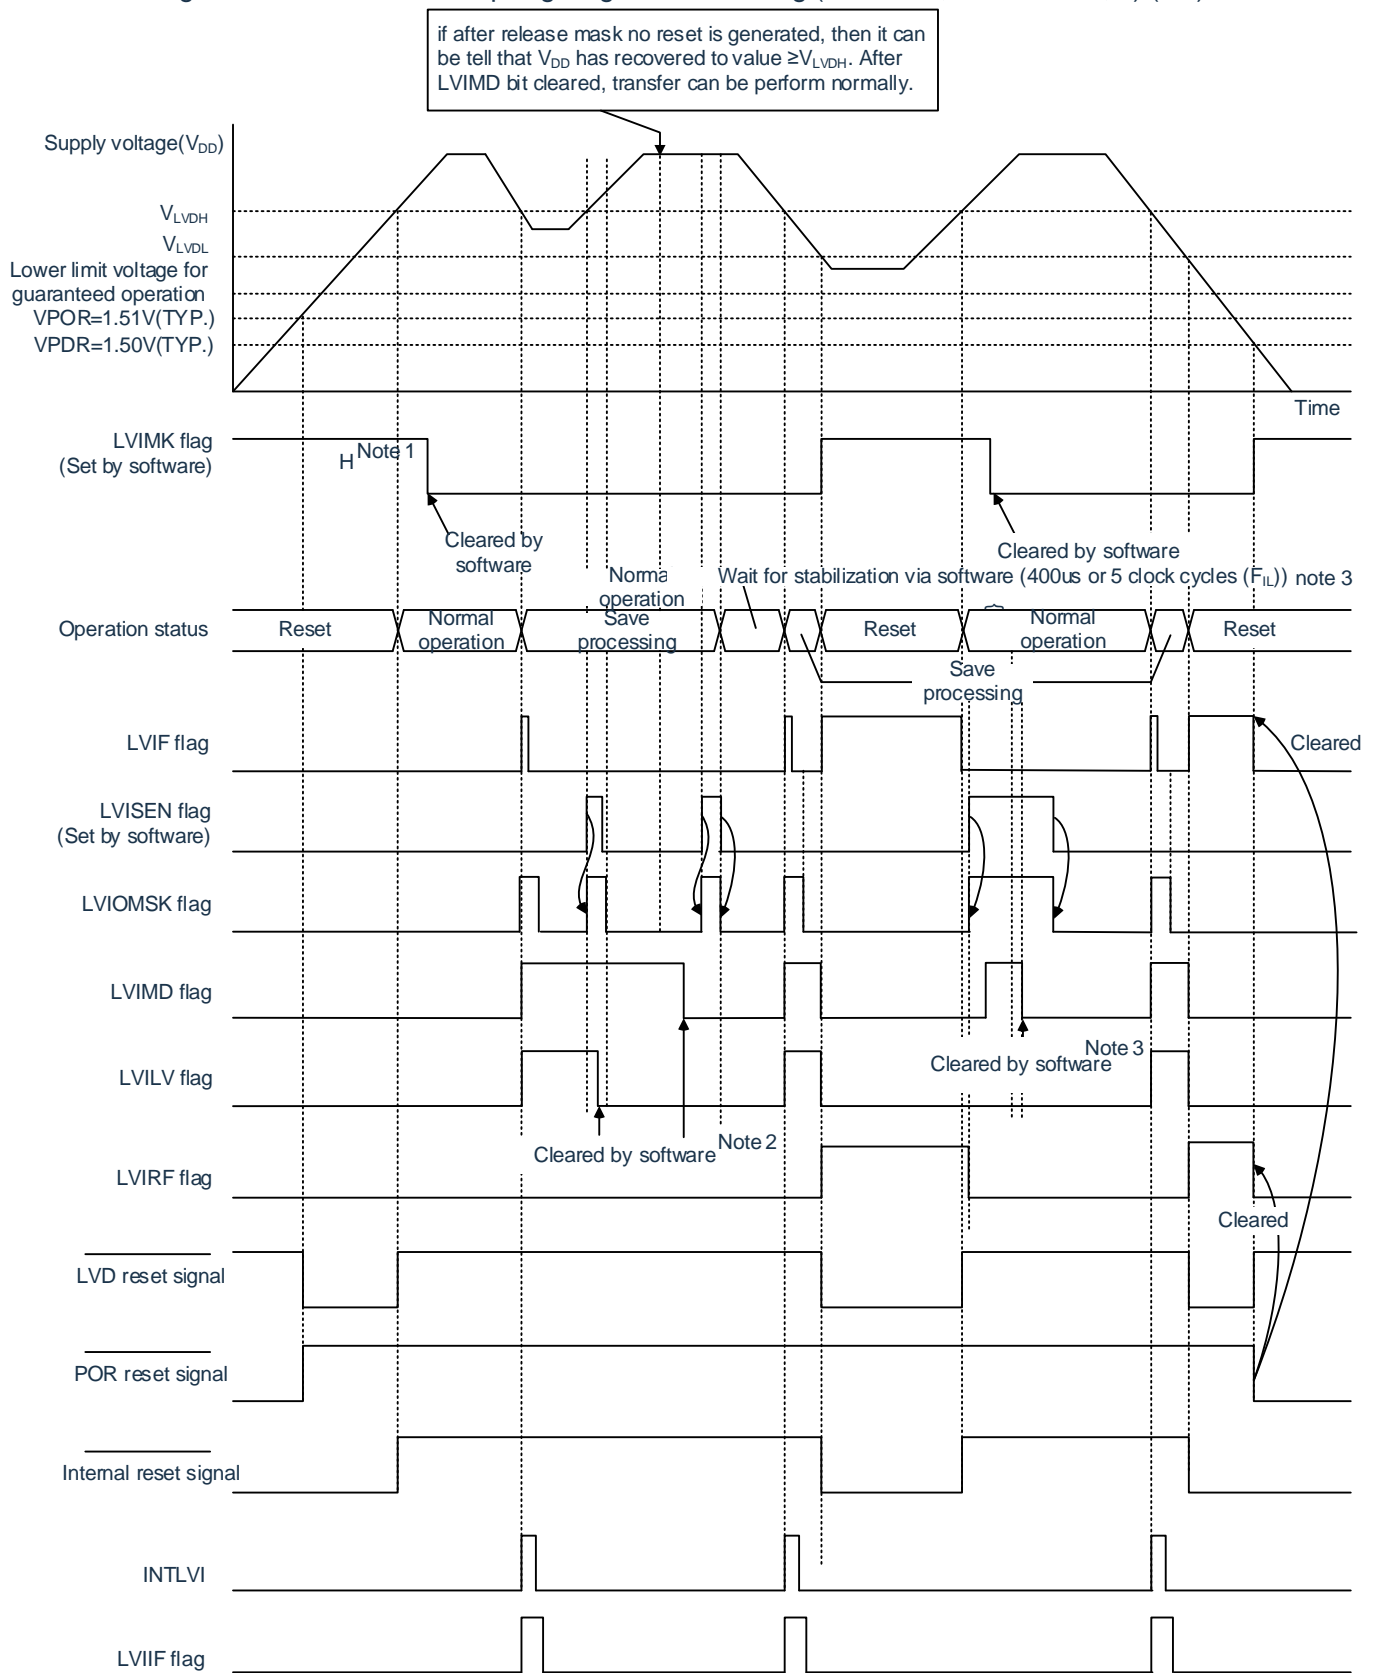 if after release mask no reset is generated, then it can
be tell that VDD has recovered to value ≥VLVDH. After
LVIMD bit cleared, transfer can be perform normally.
Supply voltage(VDD)
VLVDH
VLVDL
Lower limit voltage for
guaranteed operation
VPOR=1.51V(TYP.)
VPDR=1.50V(TYP.)
Time
LVIMK flag
(Set by software)
H Note 1
Cleared by
software
Cleared by software
Norma
operation
Wait for stabilization via software (400us or 5 clock cycles (FIL)) note 3
Operation status
Reset
Normal
operation
Save
processing
Reset
Normal
operation
Reset
Save
processing
LVIF flag
Cleared
LVISEN flag
(Set by software)
LVIOMSK flag
LVIMD flag
Cleared by software Note 3
LVILV flag
Cleared by software Note 2
LVIRF flag
Cleared
LVD reset signal
POR reset signal
Internal reset signal
INTLVI
LVIIF flag